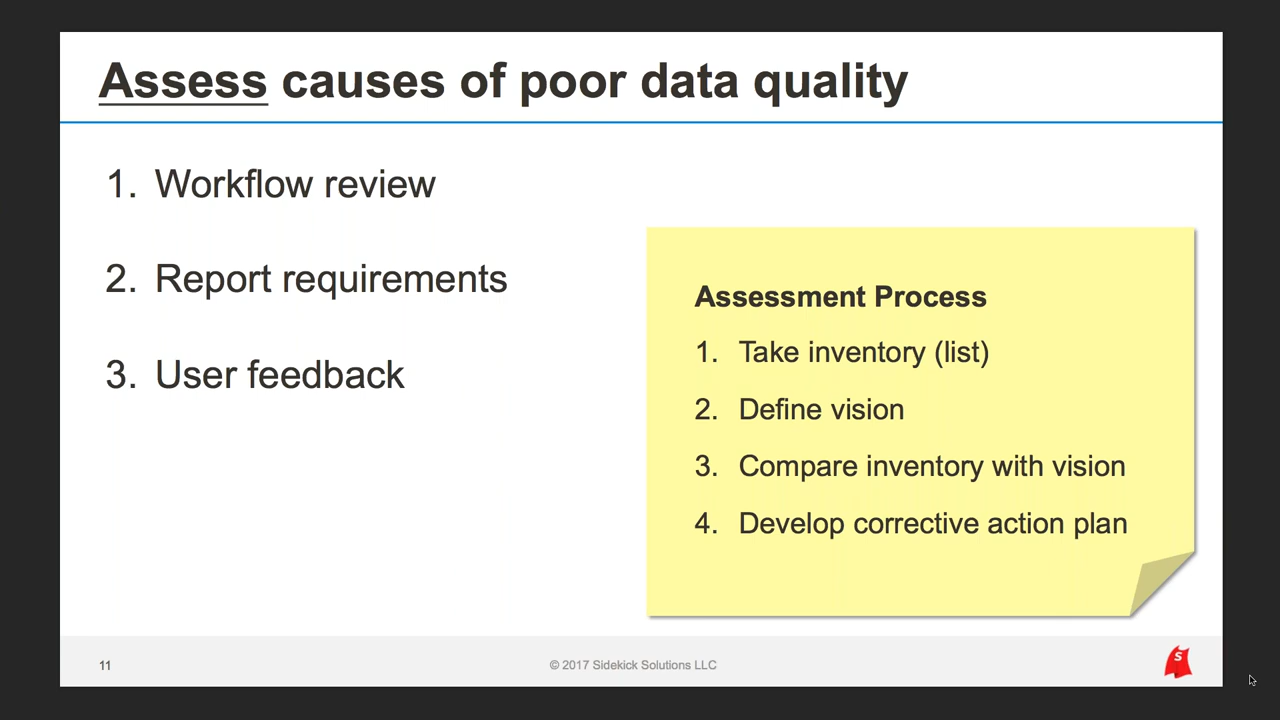 Assess causes of poor data quality
1. Workflow review
2. Report requirements
3. User feedback
Assessment Process
1. Take inventory (list)
2. Define vision
3. Compare inventory with vision
4. Develop corrective action plan
11
© 2017 Sidekick Solutions LLC
S